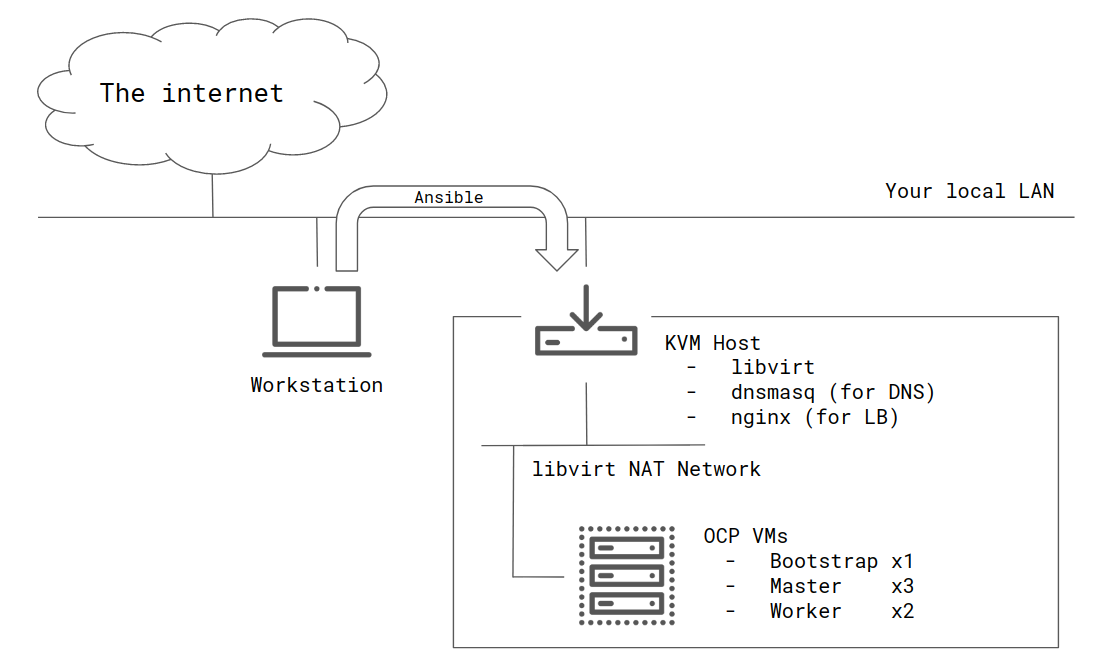 The internet
Your local LAN
Ansible
Workstation
KVM Host
- libvirt
- dnsmasq (for DNS)
- nginx (for LB)
libvirt NAT Network
OCP VMs
- Bootstrap x1
- Master x3
- Worker x2